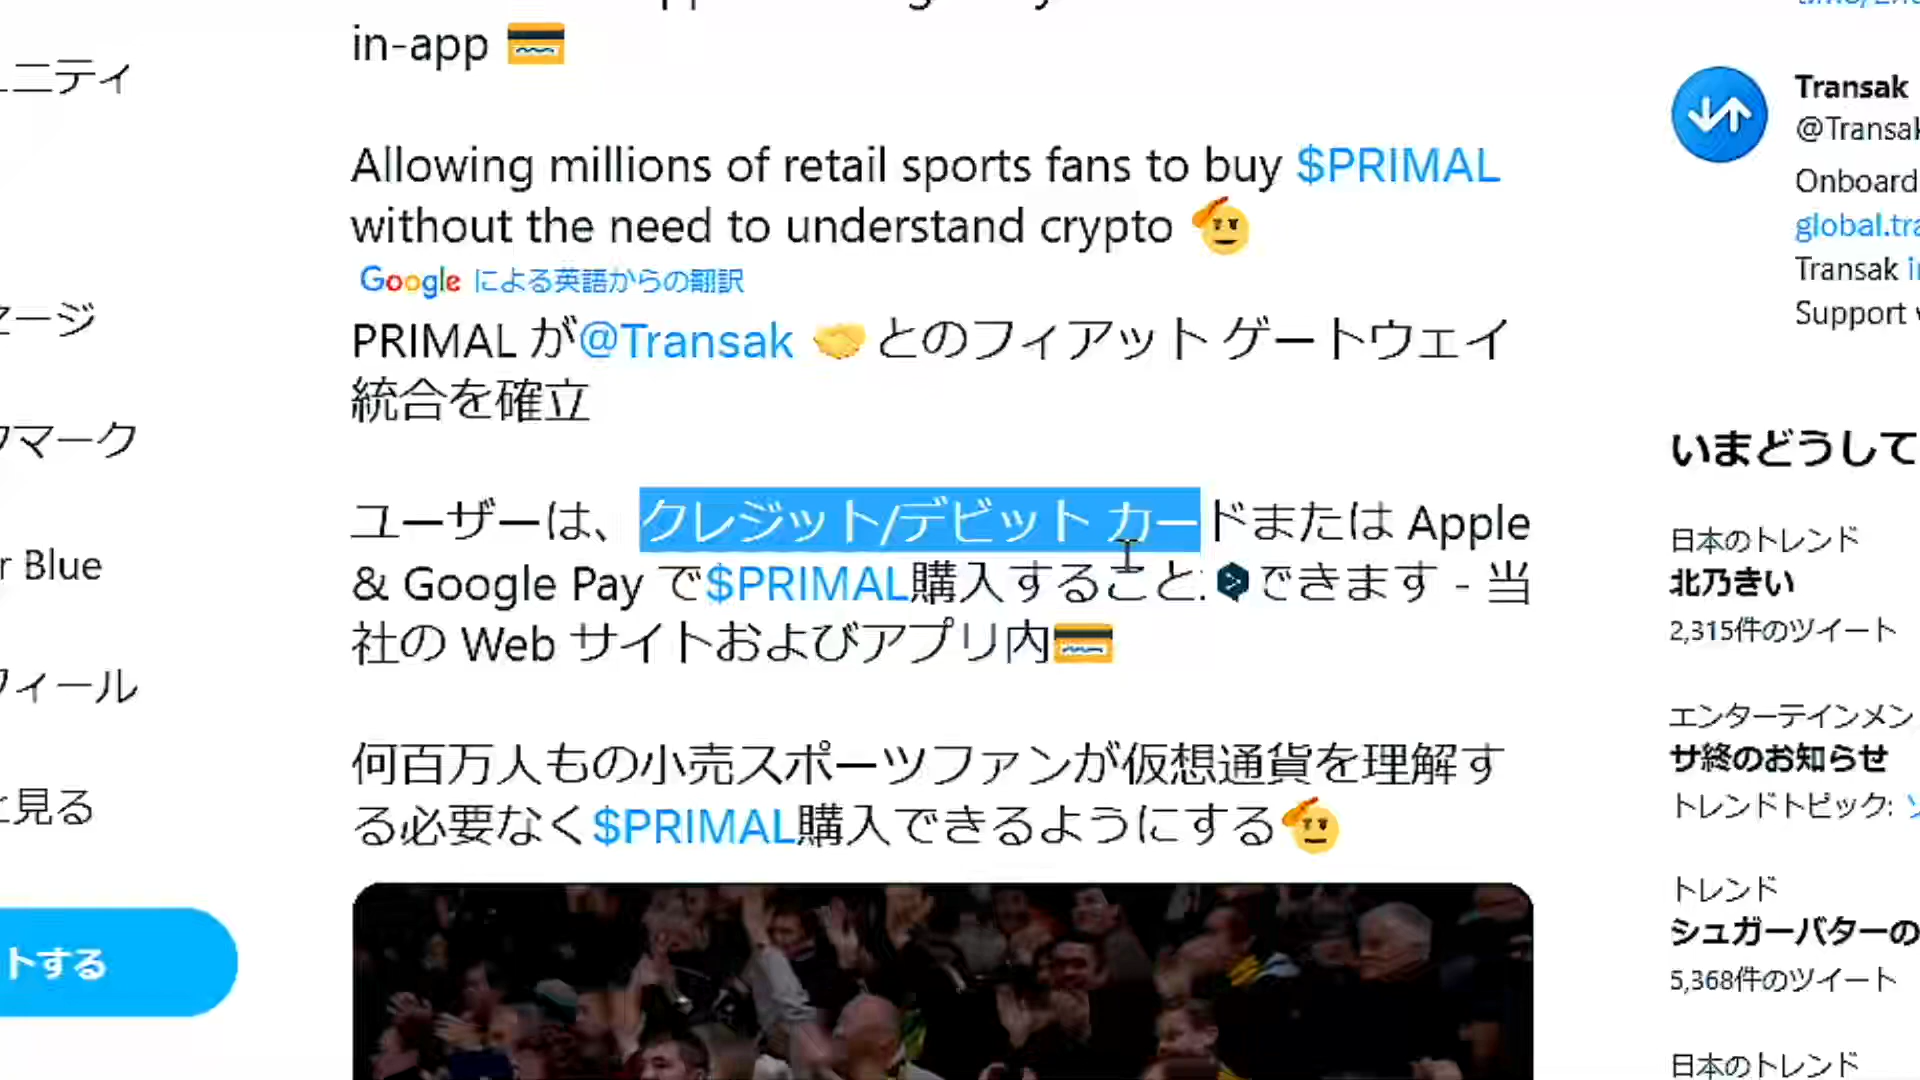 in-app
Allowing millions of retail sports fans to buy $PRIMAL
without the need to understand crypto
Google による英語からの翻訳
PRIMAL が@Transak とのフィアット ゲートウェイ
統合を確立
ユーザーは、クレジット/デビット カードまたは Apple
& Google Pay で$PRIMAL購入すること できます - 当
社の Web サイトおよびアプリ内
何百万人もの小売スポーツファンが仮想通貨を理解す
る必要なく$PRIMAL購入できるようにする
ニティ
ージ
マーク
Blue
ィール
見る
トする
Transak
@Transak
Onboard
global.tra
Transak
Support
いまどうして
日本のトレンド
北乃きい
2,315件のツイート
エンターテインメン
サ終のお知らせ
トレンドトピック:
トレンド
シュガーバターの
5,368件のツイート
日本のトレンド